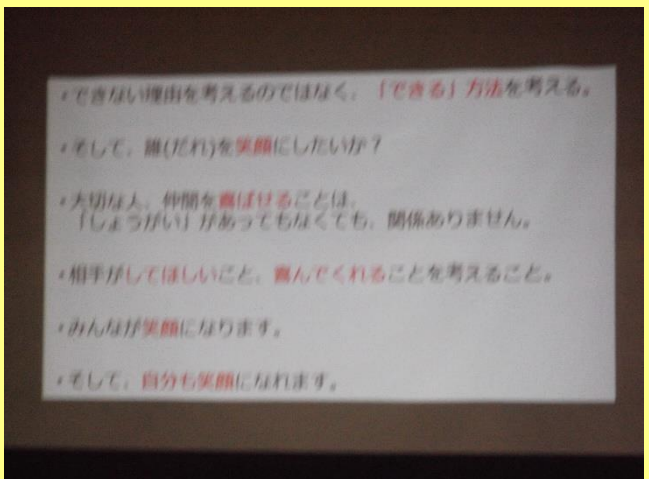 ・できない理由を考えるのではなく、「できる」方法を考える。
・そして、誰(だれ)を笑顔にしたいか？
・大切な人、仲間を喜ばせることは、
「しょうがい」があってもなくても、関係ありません。
・相手がしてほしいこと、喜んでくれることを考えること。
・みんなが笑顔になります。
・そして、自分も笑顔になれます。